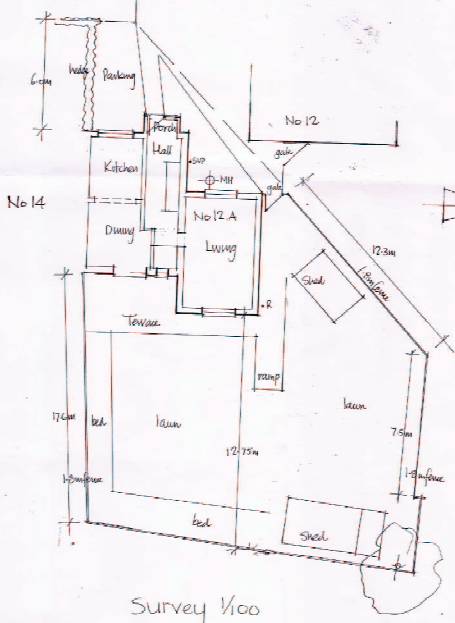 6.0m
hedge
Parking
Porch
Hall
Kitchen
SVP
MH
No 12
gate
gate
No 14
No 12 A
Dining
Living
12.3m
1.8m fence
Shed
R
Terrace
ramp
bed
lawn
lawn
17.6m
12.75m
7.5m
1.8m fence
1.8m fence
bed
Shed
Survey 1/100